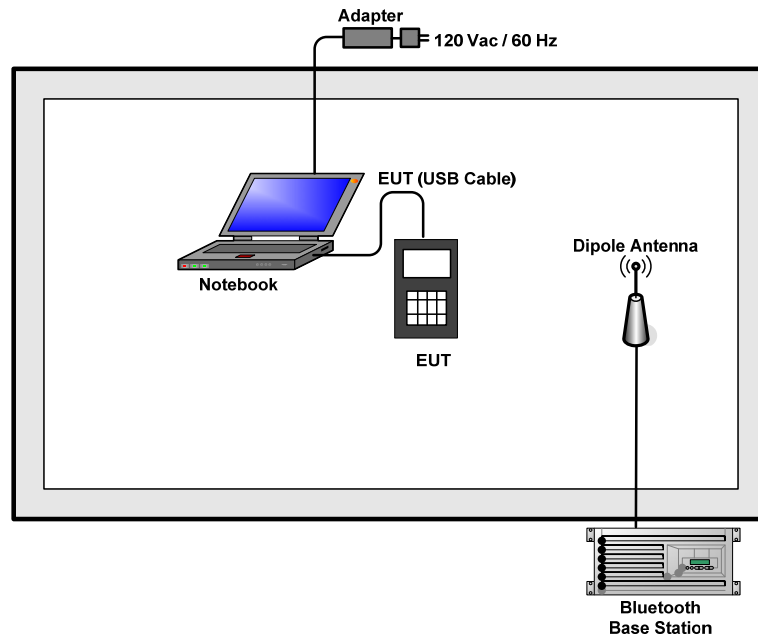 Adapter
120 Vac / 60 Hz
EUT (USB Cable)
Dipole Antenna
Notebook
EUT
Bluetooth
Base Station